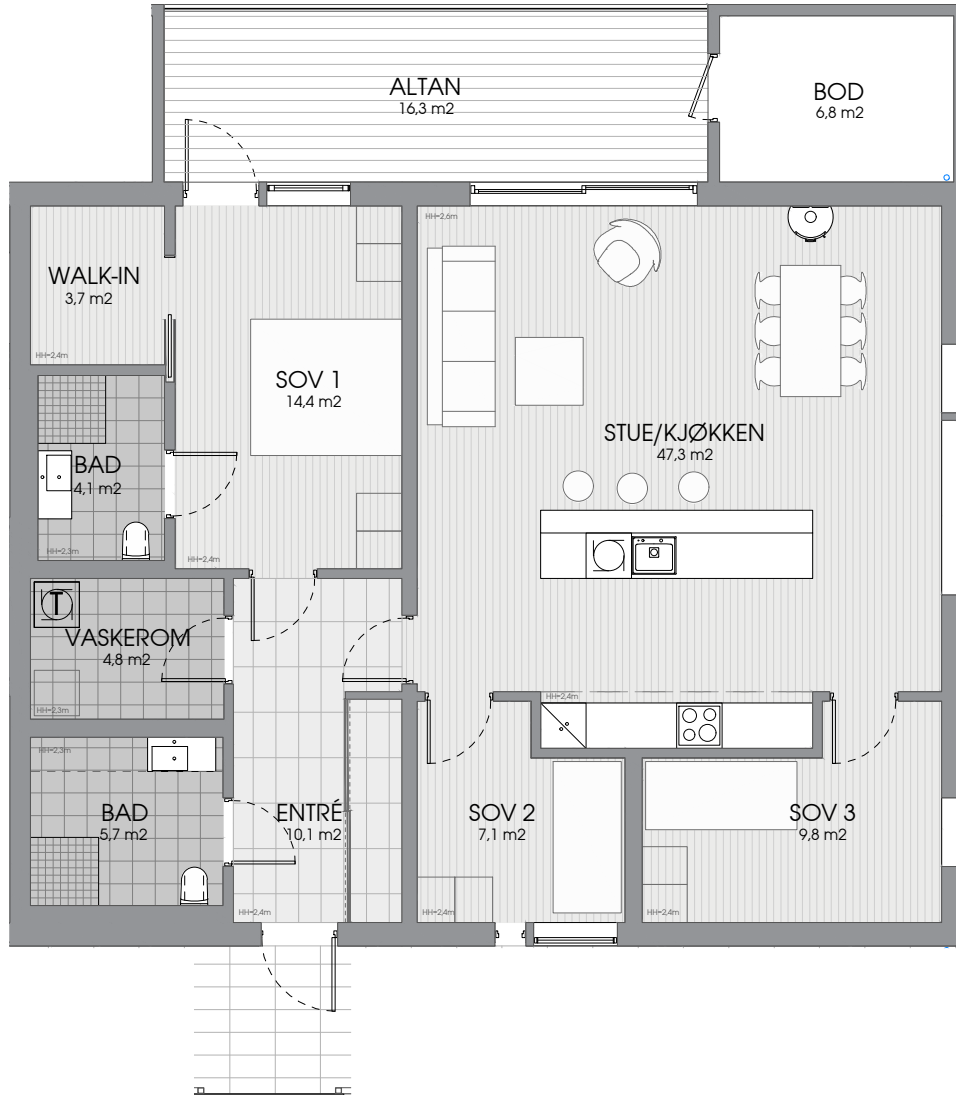 ALTAN
16,3 m2
BOD
6,8 m2
HH=2,6m
WALK-IN
3,7 m2
HH=2,4m
SOV 1
14,4 m2
HH=2,4m
STUE/KJØKKEN
47,3 m2
BAD
4,1 m2
HH=2,3m
T
VASKEROM
4,8 m2
HH=2,3m
HH=2,4m
HH=2,3m
BAD
5,7 m2
ENTRÉ
10,1 m2
HH=2,4m
SOV 2
7,1 m2
HH=2,4m
SOV 3
9,8 m2
HH=2,4m